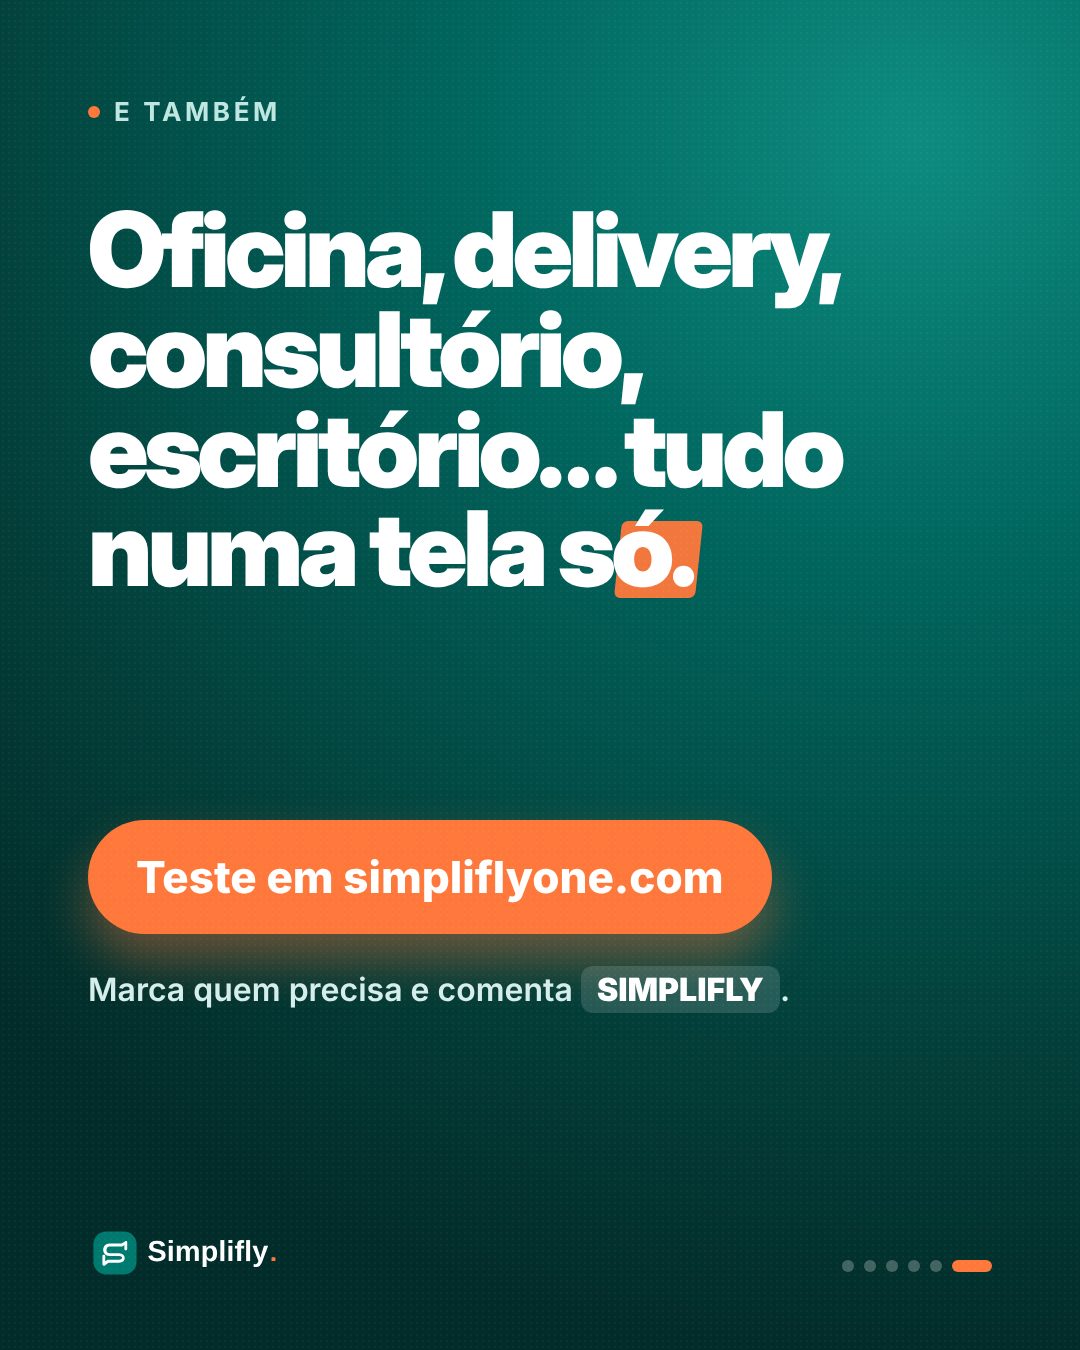 E TAMBÉM
Oficina, delivery,
consultório,
escritório... tudo
numa tela só.
Teste em simpliflyone.com
Marca quem precisa e comenta SIMPLIFLY.
Simplifly.